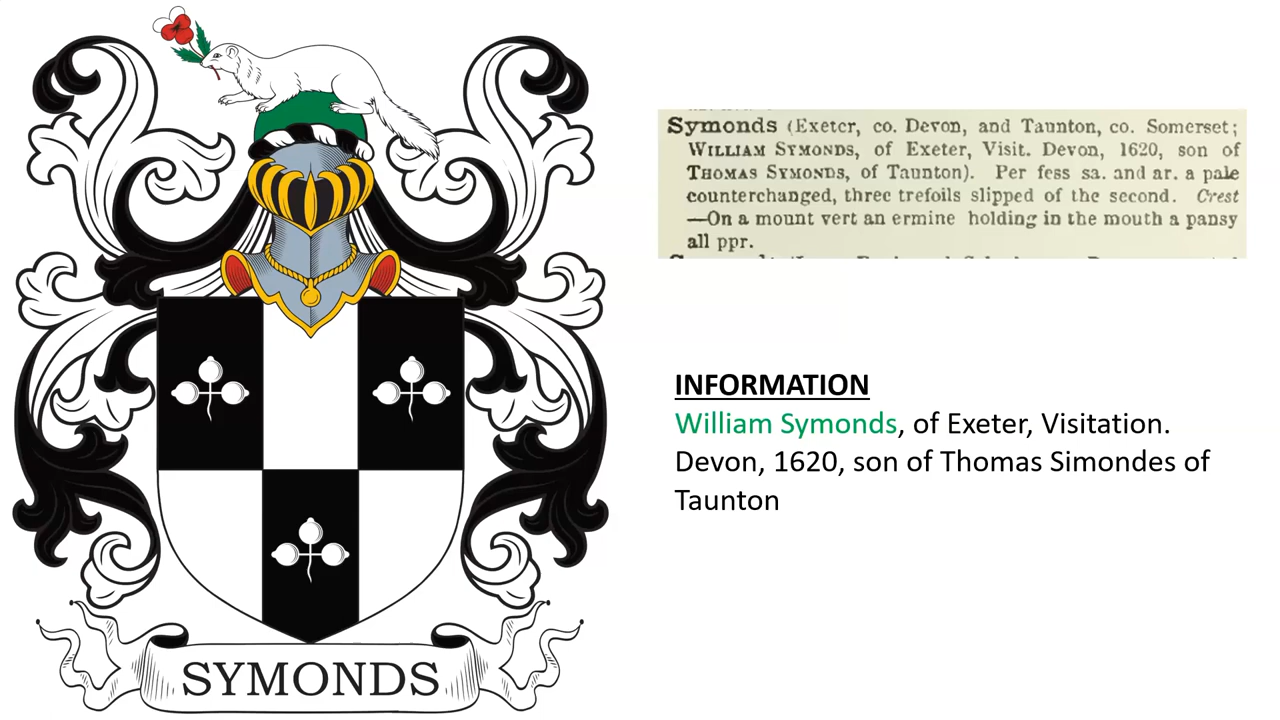 SYMONDS
Symonds (Exeter, co. Devon, and Taunton, co. Somerset;
WILLIAM SYMONDS, of Exeter, Visit. Devon, 1620, son of
THOMAS SYMONDS, of Taunton). Per fess sa. and ar. a pale
counterchanged, three trefoils slipped of the second. Crest
—On a mount vert an ermine holding in the mouth a pansy
all ppr.
INFORMATION
William Symonds, of Exeter, Visitation.
Devon, 1620, son of Thomas Simondes of
Taunton